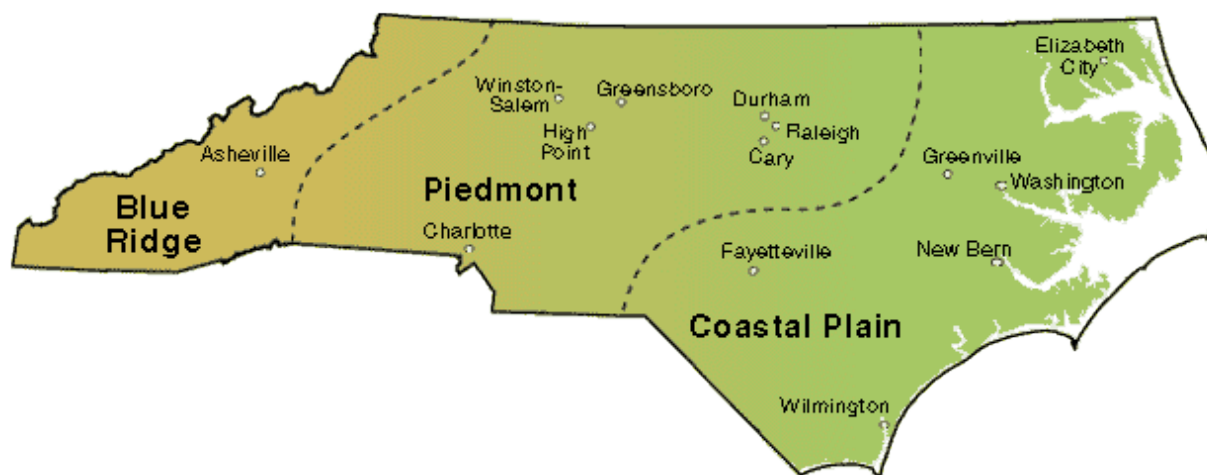 Elizabeth
City
Winston-
Salem
Greensboro
Durham
High
Point
Raleigh
Cary
Asheville
Greenville
Washington
Blue
Ridge
Piedmont
Charlotte
Fayetteville
New Bern
Coastal Plain
Wilmington